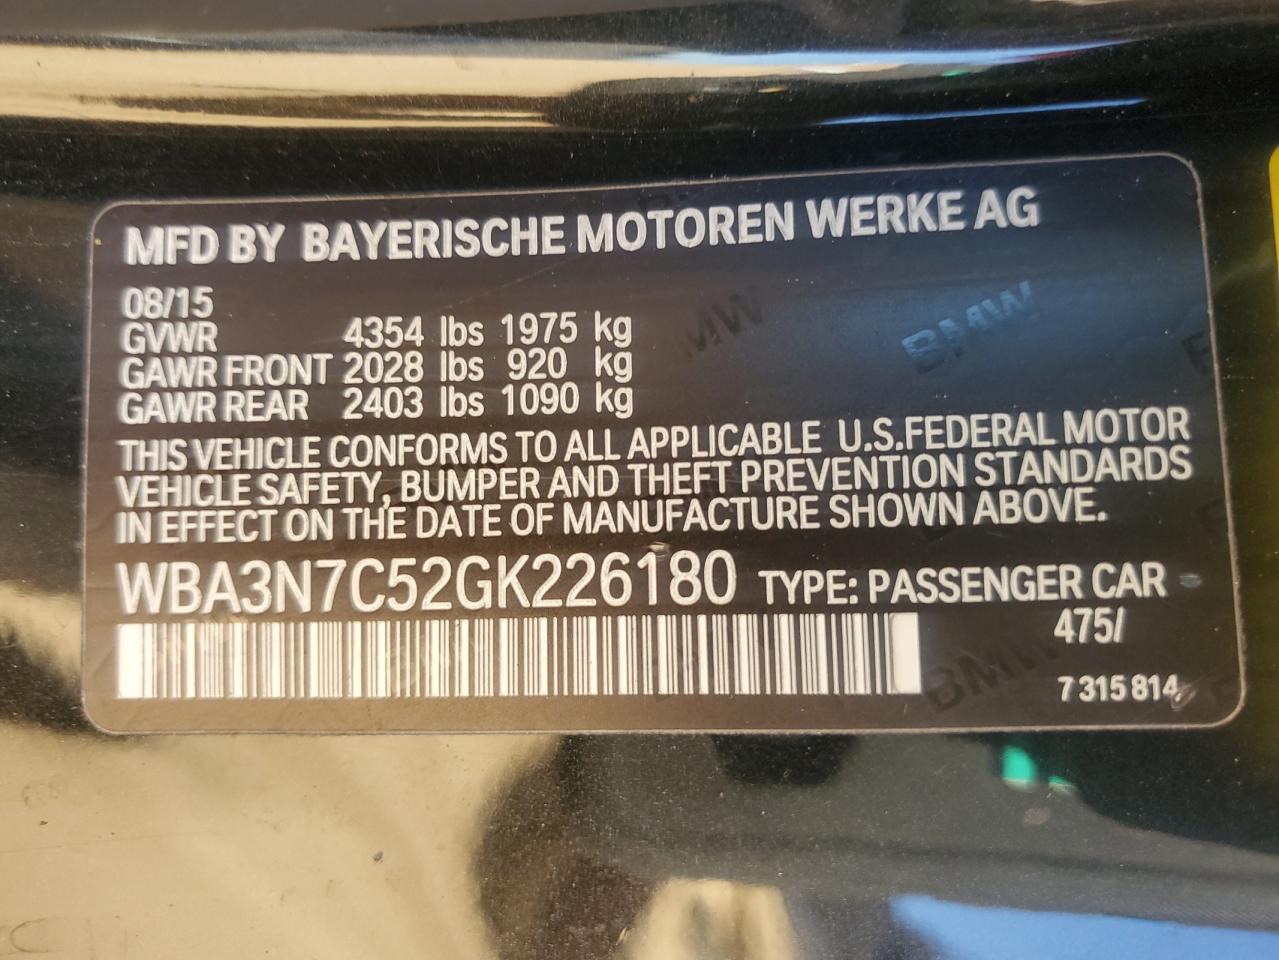 MFD BY BAYERISCHE MOTOREN WERKE AG
08/15
GVWR 4354 lbs 1975 kg
GAWR FRONT 2028 lbs 920 kg
GAWR REAR 2403 lbs 1090 kg
THIS VEHICLE CONFORMS TO ALL APPLICABLE U.S.FEDERAL MOTOR
VEHICLE SAFETY, BUMPER AND THEFT PREVENTION STANDARDS
IN EFFECT ON THE DATE OF MANUFACTURE SHOWN ABOVE.
WBA3N7C52GK226180 TYPE: PASSENGER CAR
475/
7 315 814
BMW
BMW